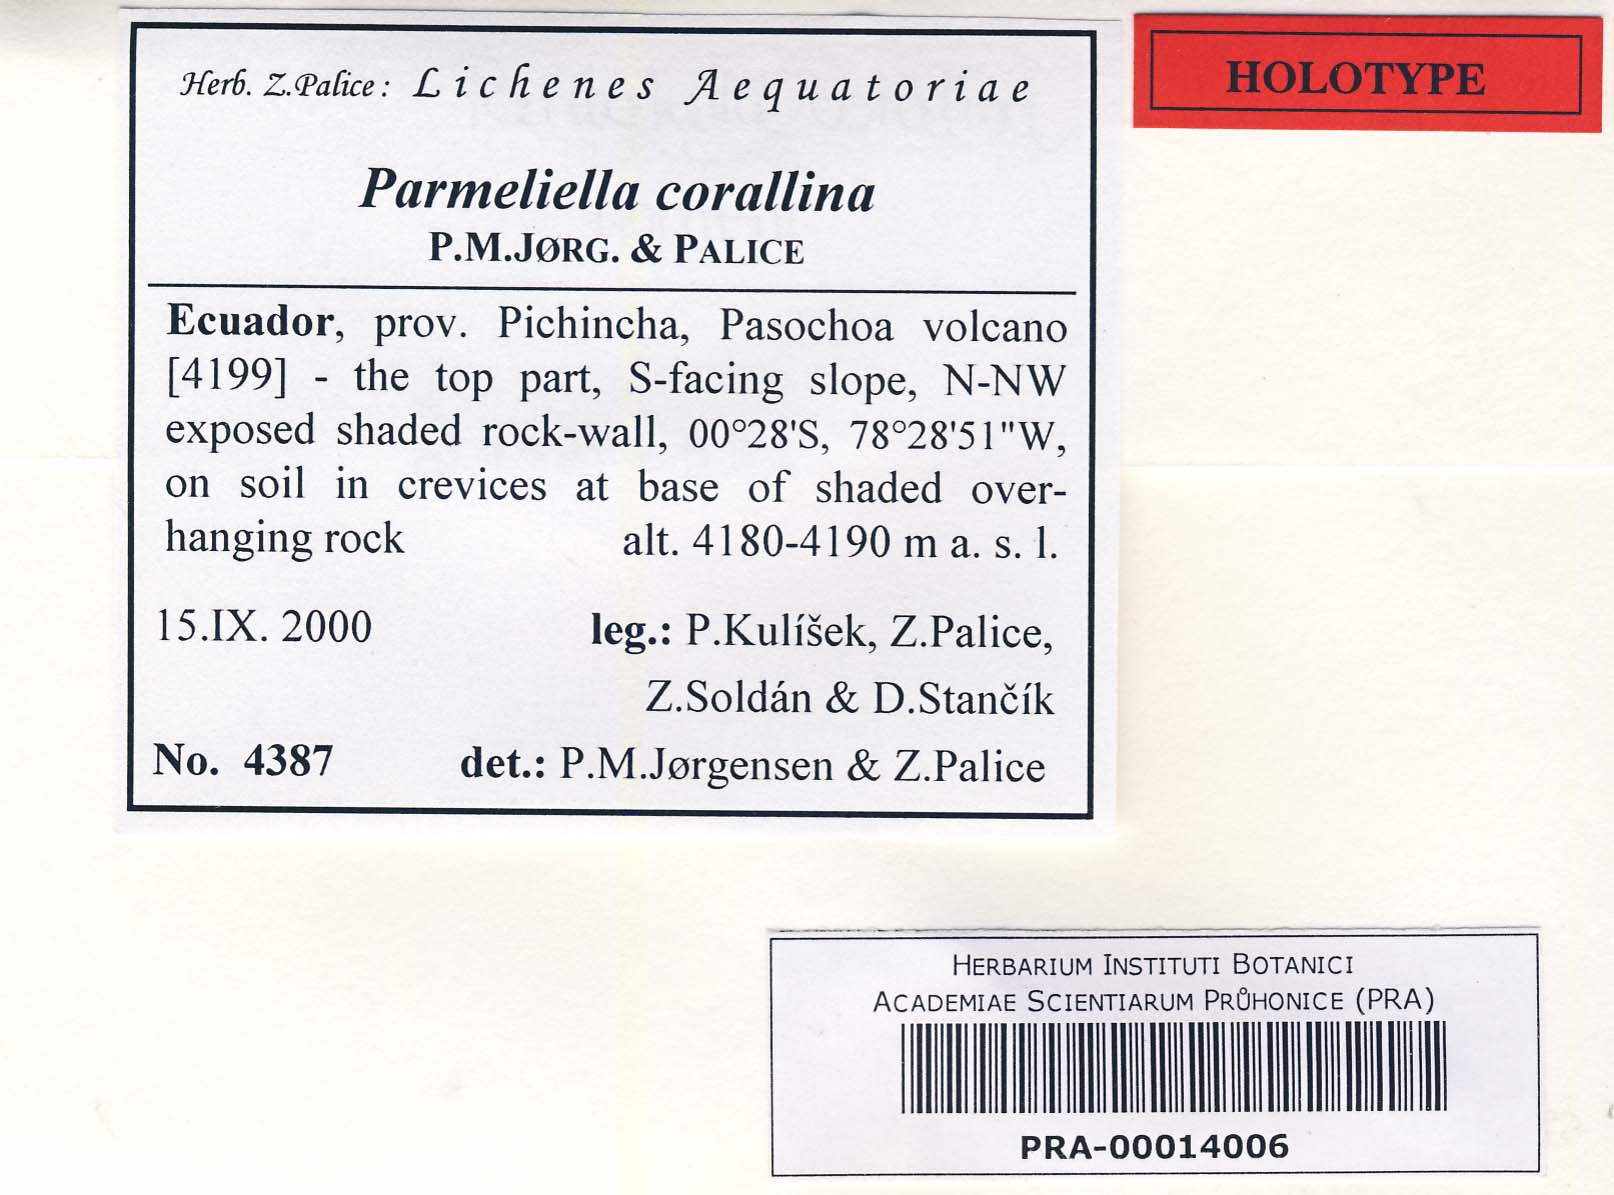 Herb. Z.Palice: Lichenes Aequatoriae
HOLOTYPE
Parmeliella corallina
P.M.JØRG. & PALICE
Ecuador, prov. Pichincha, Pasochoa volcano
[4199] - the top part, S-facing slope, N-NW
exposed shaded rock-wall, 00°28'S, 78°28'51"W,
on soil in crevices at base of shaded over-
hanging rock alt. 4180-4190 m a. s. l.
15.IX. 2000 leg.: P.Kulíšek, Z.Palice,
Z.Soldán & D.Stančík
No. 4387 det.: P.M.Jørgensen & Z.Palice
HERBARIUM INSTITUTI BOTANICI
ACADEMIAE SCIENTIARUM PRŮHONICE (PRA)
PRA-00014006